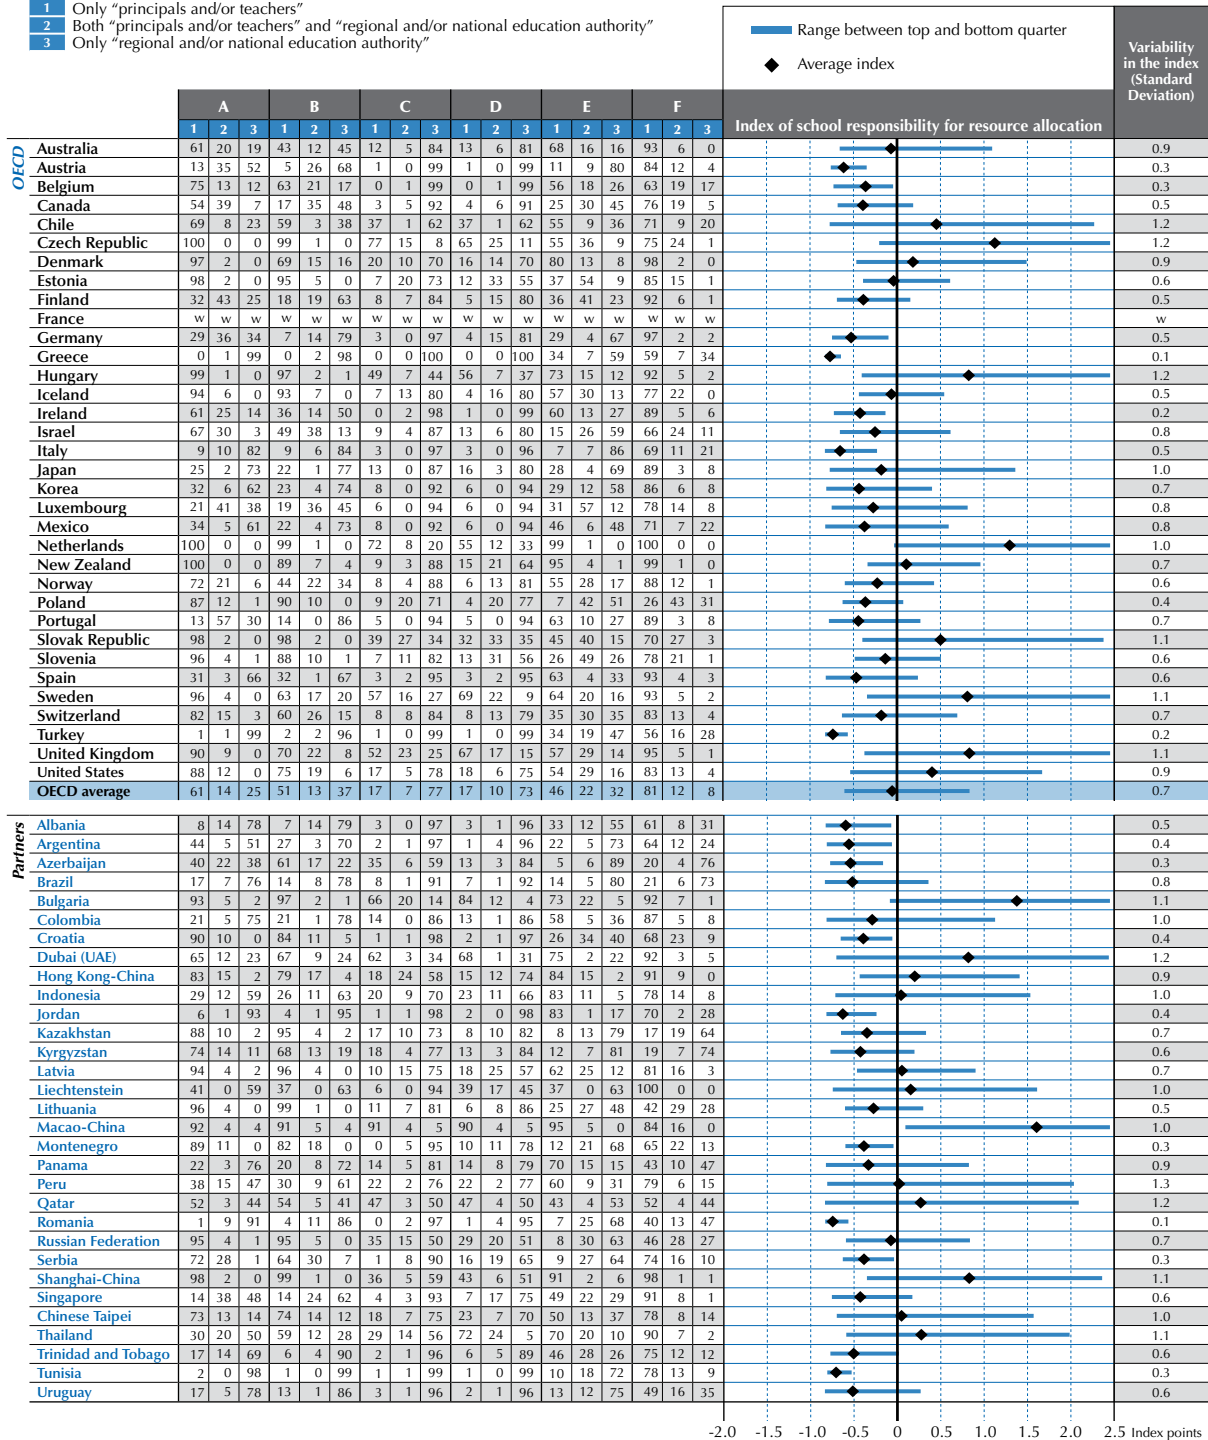 1 Only “principals and/or teachers”
2 Both “principals and/or teachers” and “regional and/or national education authority”
3 Only “regional and/or national education authority”
Range between top and bottom quarter
Average index
Variability in the index (Standard Deviation)
A B C D E F
1 2 3 1 2 3 1 2 3 1 2 3 1 2 3 1 2 3 Index of school responsibility for resource allocation
OECD
Australia 61 20 19 43 12 45 12 5 84 13 6 81 68 16 16 93 6 0 0.9
Austria 13 35 52 5 26 68 1 0 99 1 0 99 11 9 80 84 12 4 0.3
Belgium 75 13 12 63 21 17 0 1 99 0 1 99 56 18 26 63 19 17 0.3
Canada 54 39 7 17 35 48 3 5 92 4 6 91 25 30 45 76 19 5 0.5
Chile 69 8 23 59 3 38 37 1 62 37 1 62 55 9 36 71 9 20 1.2
Czech Republic 100 0 0 99 1 0 77 15 8 65 25 11 55 36 9 75 24 1 1.2
Denmark 97 2 0 69 15 16 20 10 70 16 14 70 80 13 8 98 2 0 0.9
Estonia 98 2 0 95 5 0 7 20 73 12 33 55 37 54 9 85 15 1 0.6
Finland 32 43 25 18 19 63 8 7 84 5 15 80 36 41 23 92 6 1 0.5
France w w w w w w w w w w w w w w w w w w w
Germany 29 36 34 7 14 79 3 0 97 4 15 81 29 4 67 97 2 2 0.5
Greece 0 1 99 0 2 98 0 0 100 0 0 100 34 7 59 59 7 34 0.1
Hungary 99 1 0 97 2 1 49 7 44 56 7 37 73 15 12 92 5 2 1.2
Iceland 94 6 0 93 7 0 7 13 80 4 16 80 57 30 13 77 22 0 0.5
Ireland 61 25 14 36 14 50 0 2 98 1 0 99 60 13 27 89 5 6 0.2
Israel 67 30 3 49 38 13 9 4 87 13 6 80 15 26 59 66 24 11 0.8
Italy 9 10 82 9 6 84 3 0 97 3 0 96 7 7 86 69 11 21 0.5
Japan 25 2 73 22 1 77 13 0 87 16 3 80 28 4 69 89 3 8 1.0
Korea 32 6 62 23 4 74 8 0 92 6 0 94 29 12 58 86 6 8 0.7
Luxembourg 21 41 38 19 36 45 6 0 94 6 0 94 31 57 12 78 14 8 0.8
Mexico 34 5 61 22 4 73 8 0 92 6 0 94 46 6 48 71 7 22 0.8
Netherlands 100 0 0 99 1 0 72 8 20 55 12 33 99 1 0 100 0 0 1.0
New Zealand 100 0 0 89 7 4 9 3 88 15 21 64 95 4 1 99 1 0 0.7
Norway 72 21 6 44 22 34 8 4 88 6 13 81 55 28 17 88 12 1 0.6
Poland 87 12 1 90 10 0 9 20 71 4 20 77 7 42 51 26 43 31 0.4
Portugal 13 57 30 14 0 86 5 0 94 5 0 94 63 10 27 89 3 8 0.7
Slovak Republic 98 2 0 98 2 0 39 27 34 32 33 35 45 40 15 70 27 3 1.1
Slovenia 96 4 1 88 10 1 7 11 82 13 31 56 26 49 26 78 21 1 0.6
Spain 31 3 66 32 1 67 3 2 95 3 2 95 63 4 33 93 4 3 0.6
Sweden 96 4 0 63 17 20 57 16 27 69 22 9 64 20 16 93 5 2 1.1
Switzerland 82 15 3 60 26 15 8 8 84 8 13 79 35 30 35 83 13 4 0.7
Turkey 1 1 99 2 2 96 1 0 99 1 0 99 34 19 47 56 16 28 0.2
United Kingdom 90 9 0 70 22 8 52 23 25 67 17 15 57 29 14 95 5 1 1.1
United States 88 12 0 75 19 6 17 5 78 18 6 75 54 29 16 83 13 4 0.9
OECD average 61 14 25 51 13 37 17 7 77 17 10 73 46 22 32 81 12 8 0.7
Partners
Albania 8 14 78 7 14 79 3 0 97 3 1 96 33 12 55 61 8 31 0.5
Argentina 44 5 51 27 3 70 2 1 97 1 4 96 22 5 73 64 12 24 0.4
Azerbaijan 40 22 38 61 17 22 35 6 59 13 3 84 5 6 89 20 4 76 0.3
Brazil 17 7 76 14 8 78 8 1 91 7 1 92 14 5 80 21 6 73 0.8
Bulgaria 93 5 2 97 2 1 66 20 14 84 12 4 73 22 5 92 7 1 1.1
Colombia 21 5 75 21 1 78 14 0 86 13 1 86 58 5 36 87 5 8 1.0
Croatia 90 10 0 84 11 5 1 1 98 2 1 97 26 34 40 68 23 9 0.4
Dubai (UAE) 65 12 23 67 9 24 62 3 34 68 1 31 75 2 22 92 3 5 1.2
Hong Kong-China 83 15 2 79 17 4 18 24 58 15 12 74 84 15 2 91 9 0 0.9
Indonesia 29 12 59 26 11 63 20 9 70 23 11 66 83 11 5 78 14 8 1.0
Jordan 6 1 93 4 1 95 1 1 98 2 0 98 83 1 17 70 2 28 0.4
Kazakhstan 88 10 2 95 4 2 17 10 73 8 10 82 8 13 79 17 19 64 0.7
Kyrgyzstan 74 14 11 68 13 19 18 4 77 13 3 84 12 7 81 19 7 74 0.6
Latvia 94 4 2 96 4 0 10 15 75 18 25 57 62 25 12 81 16 3 0.7
Liechtenstein 41 0 59 37 0 63 6 0 94 39 17 45 37 0 63 100 0 0 1.0
Lithuania 96 4 0 99 1 0 11 7 81 6 8 86 25 27 48 42 29 28 0.5
Macao-China 92 4 4 91 5 4 91 4 5 90 4 5 95 5 0 84 16 0 1.0
Montenegro 89 11 0 82 18 0 0 5 95 10 11 78 12 21 68 65 22 13 0.3
Panama 22 3 76 20 8 72 14 5 81 14 8 79 70 15 15 43 10 47 0.9
Peru 38 15 47 30 9 61 22 2 76 22 2 77 60 9 31 79 6 15 1.3
Qatar 52 3 44 54 5 41 47 3 50 47 4 50 43 4 53 52 4 44 1.2
Romania 1 9 91 4 11 86 0 2 97 1 4 95 7 25 68 40 13 47 0.1
Russian Federation 95 4 1 95 5 0 35 15 50 29 20 51 8 30 63 46 28 27 0.7
Serbia 72 28 1 64 30 7 1 8 90 16 19 65 9 27 64 74 16 10 0.3
Shanghai-China 98 2 0 99 1 0 36 5 59 43 6 51 91 2 6 98 1 1 1.1
Singapore 14 38 48 14 24 62 4 3 93 7 17 75 49 22 29 91 8 1 0.6
Chinese Taipei 73 13 14 74 14 12 18 7 75 23 7 70 50 13 37 78 8 14 1.0
Thailand 30 20 50 59 12 28 29 14 56 72 24 5 70 20 10 90 7 2 1.1
Trinidad and Tobago 17 14 69 6 4 90 2 1 96 6 5 89 46 28 26 75 12 12 0.6
Tunisia 2 0 98 1 0 99 1 1 99 1 0 99 10 18 72 78 13 9 0.3
Uruguay 17 5 78 13 1 86 3 1 96 2 1 96 13 12 75 49 16 35 0.6
-2.0 -1.5 -1.0 -0.5 0 0.5 1.0 1.5 2.0 2.5 Index points